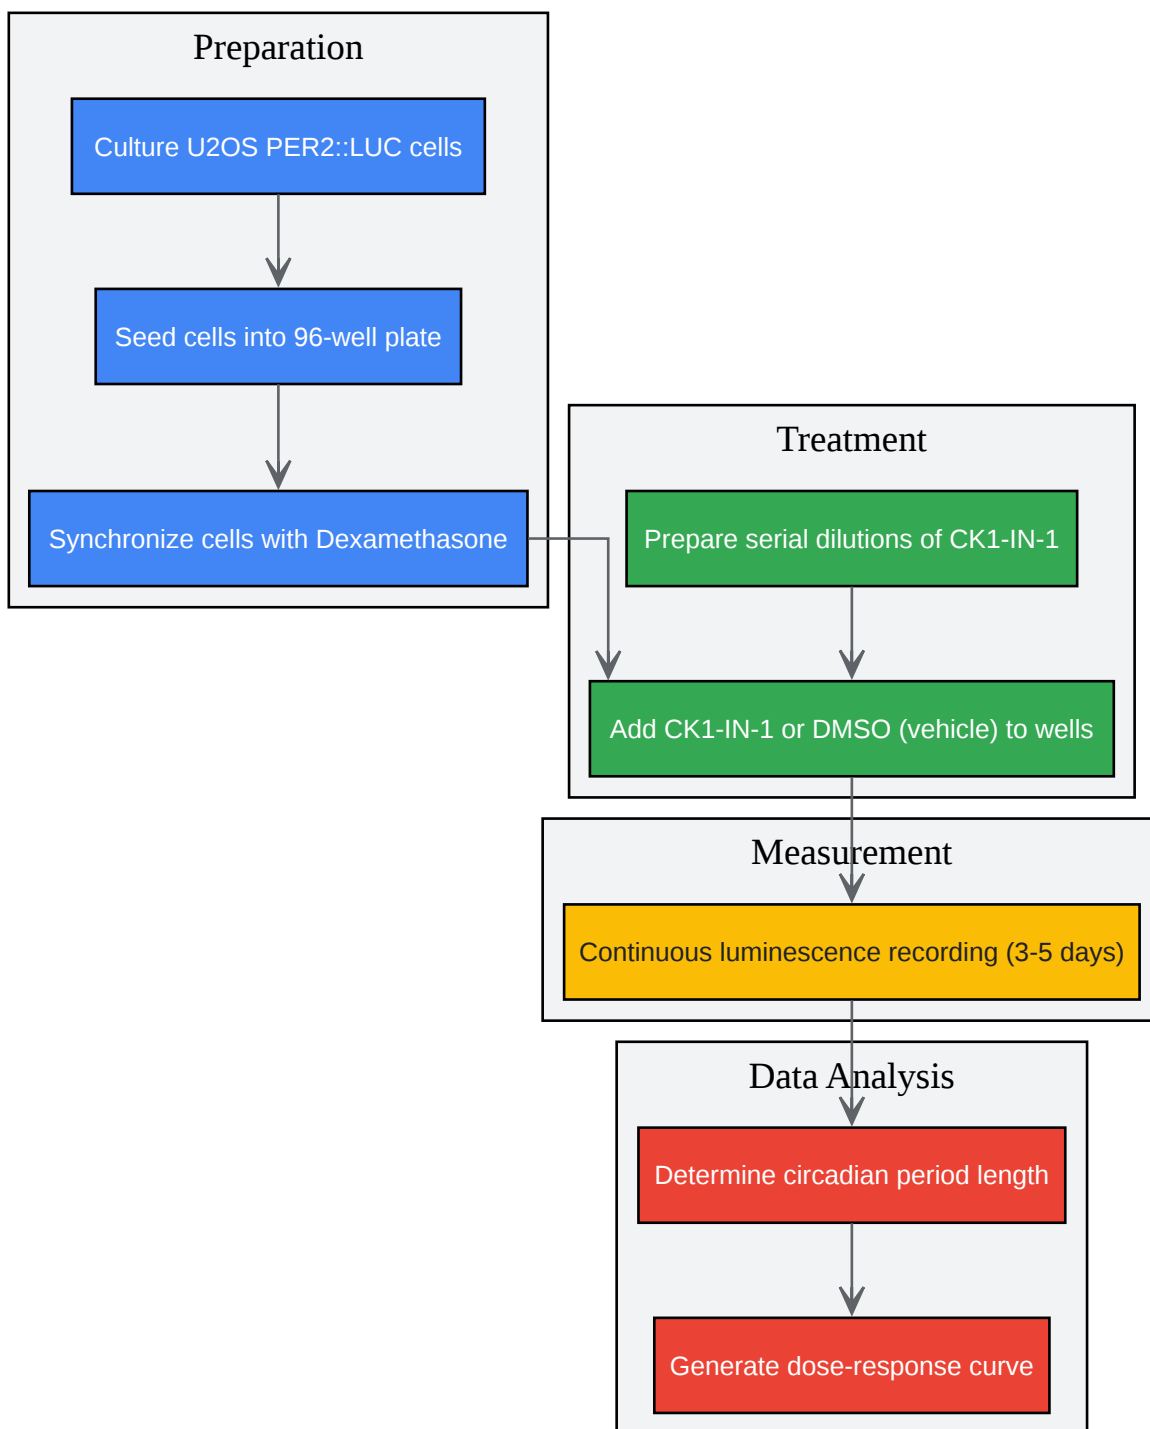 Preparation
Culture U2OS PER2::LUC cells
Seed cells into 96-well plate
Synchronize cells with Dexamethasone
Treatment
Prepare serial dilutions of CK1-IN-1
Add CK1-IN-1 or DMSO (vehicle) to wells
Measurement
Continuous luminescence recording (3-5 days)
Data Analysis
Determine circadian period length
Generate dose-response curve